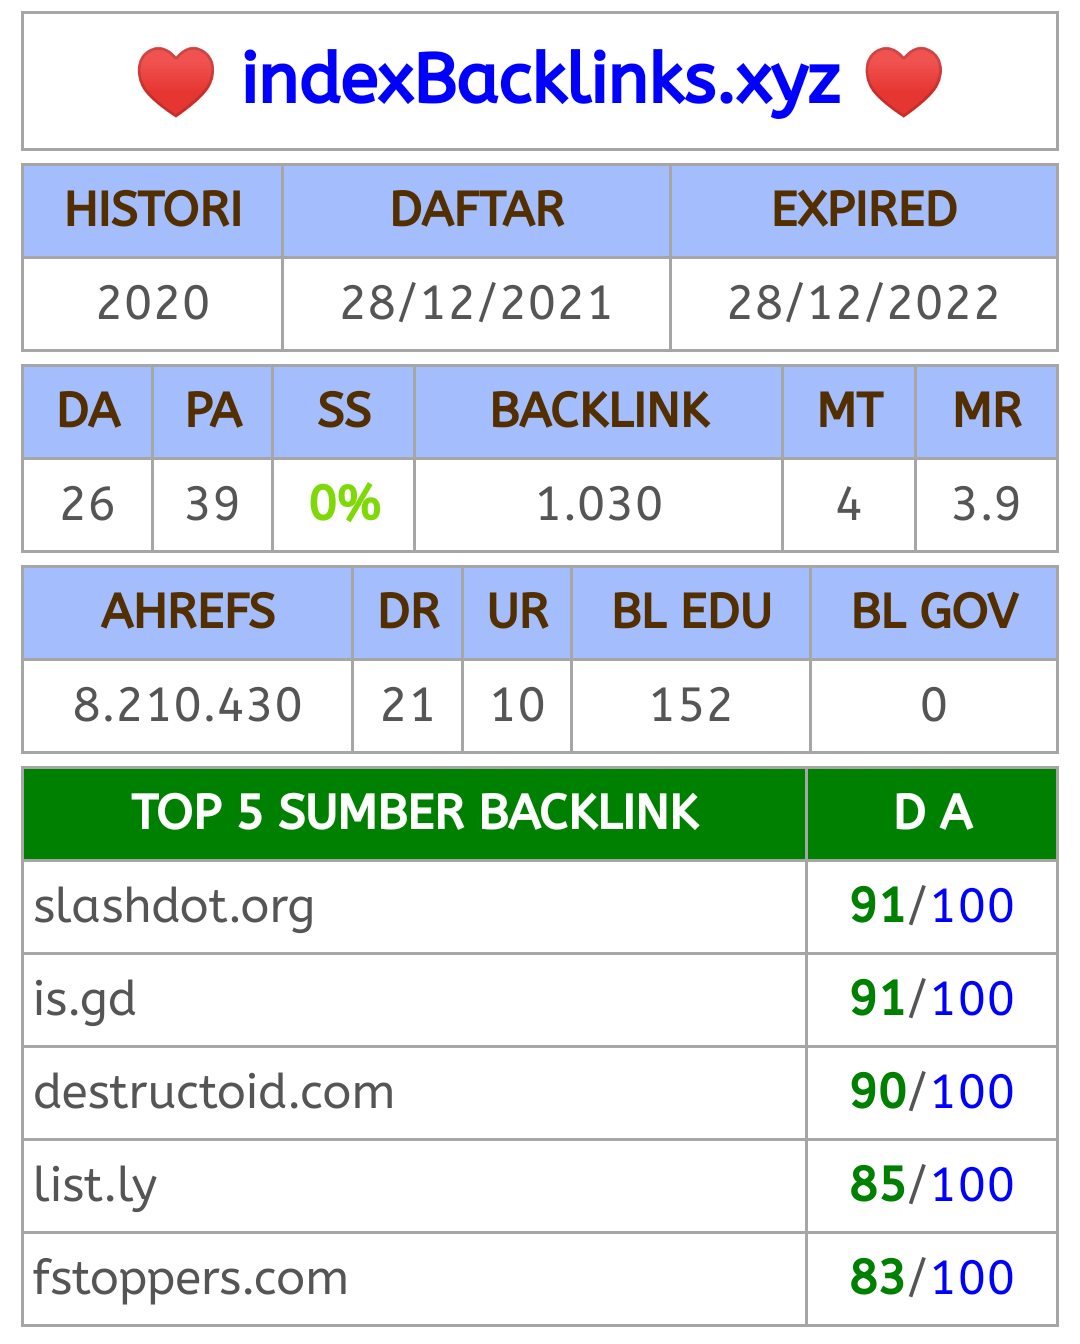 indexBacklinks.xyz
HISTORI DAFTAR EXPIRED
2020 28/12/2021 28/12/2022
DA PA SS BACKLINK MT MR
26 39 0% 1.030 4 3.9
AHREFS DR UR BL EDU BL GOV
8.210.430 21 10 152 0
TOP 5 SUMBER BACKLINK D A
slashdot.org 91/100
is.gd 91/100
destructoid.com 90/100
list.ly 85/100
fstoppers.com 83/100